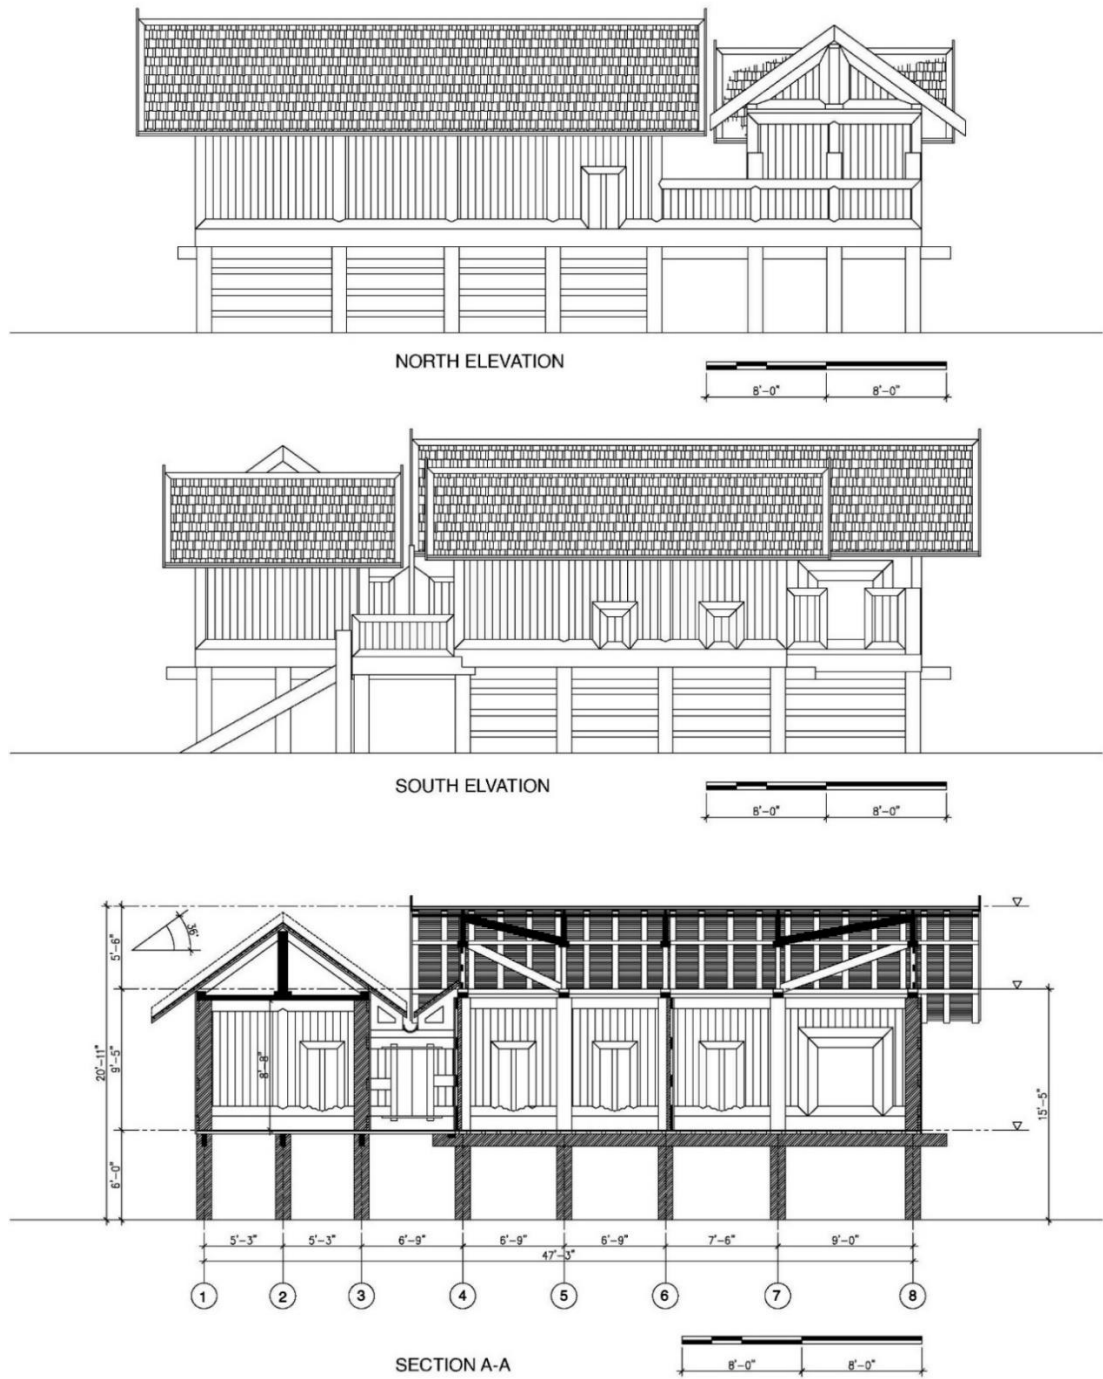 NORTH ELEVATION
8'-0" 8'-0"
SOUTH ELVATION
8'-0" 8'-0"
36'
5'-6"
20'-11"
9'-5"
8'-8"
15'-5"
6'-0"
5'-3" 5'-3" 6'-9" 6'-9" 6'-9" 7'-6" 9'-0"
47'-3"
1 2 3 4 5 6 7 8
SECTION A-A
8'-0" 8'-0"